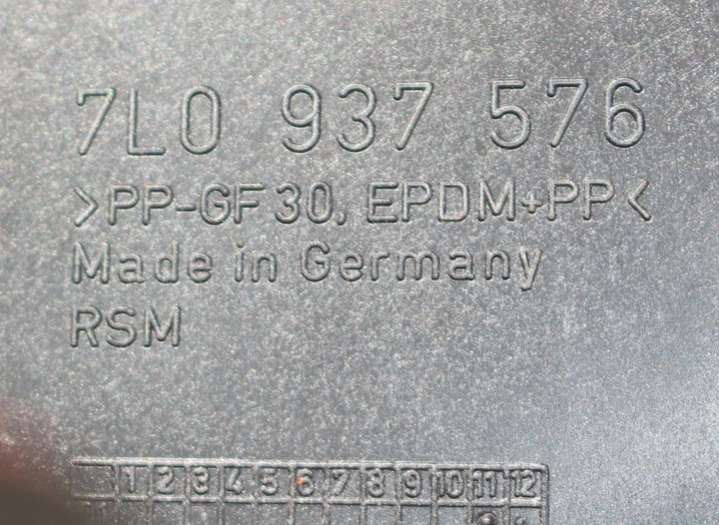 7L0 937 576
>PP-GF30, EPDM+PP<
Made in Germany
RSM
1 2 3 4 5 6 7 8 9 10 11 12